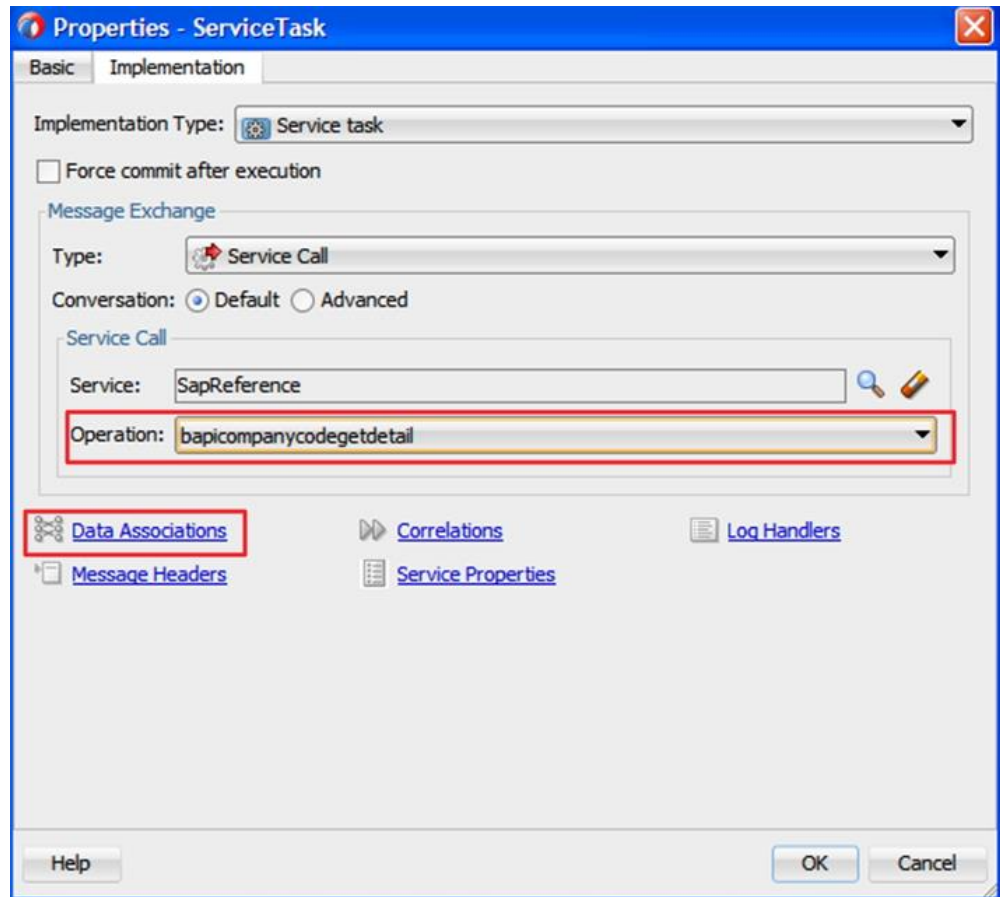 Properties - ServiceTask
Basic Implementation
Implementation Type: Service task
Force commit after execution
Message Exchange
Type: Service Call
Conversation: Default Advanced
Service Call
Service: SapReference
Operation: bapicompanycodegetdetail
Data Associations Correlations Log Handlers
Message Headers Service Properties
Help OK Cancel